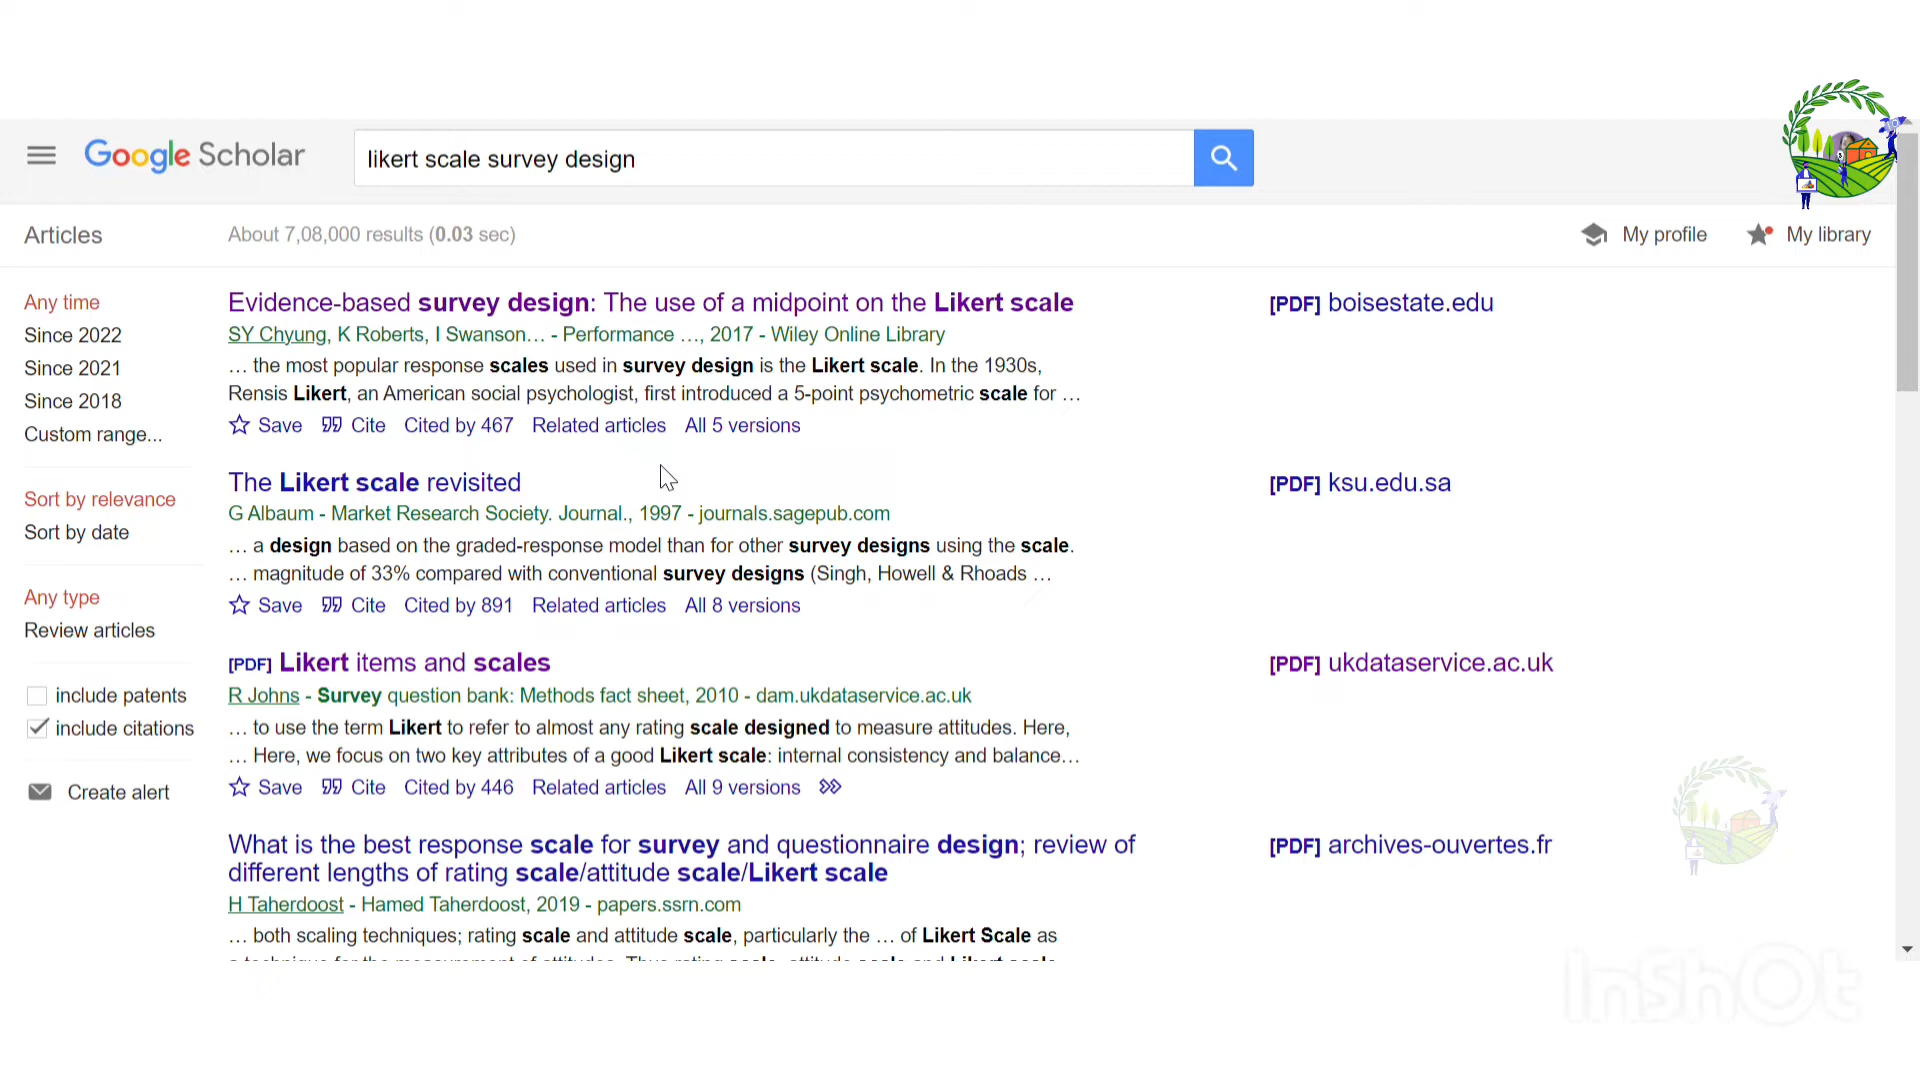 Google Scholar
likert scale survey design
Articles
About 7,08,000 results (0.03 sec)
My profile
My library
Any time
Since 2022
Since 2021
Since 2018
Custom range...
Sort by relevance
Sort by date
Any type
Review articles
include patents
include citations
Create alert
Evidence-based survey design: The use of a midpoint on the Likert scale
SY Chyung, K Roberts, I Swanson… - Performance …, 2017 - Wiley Online Library
… the most popular response scales used in survey design is the Likert scale. In the 1930s,
Rensis Likert, an American social psychologist, first introduced a 5-point psychometric scale for …
Save Cite Cited by 467 Related articles All 5 versions
[PDF] boisestate.edu
The Likert scale revisited
G Albaum - Market Research Society. Journal., 1997 - journals.sagepub.com
… a design based on the graded-response model than for other survey designs using the scale.
… magnitude of 33% compared with conventional survey designs (Singh, Howell & Rhoads …
Save Cite Cited by 891 Related articles All 8 versions
[PDF] ksu.edu.sa
[PDF] Likert items and scales
R Johns - Survey question bank: Methods fact sheet, 2010 - dam.ukdataservice.ac.uk
… to use the term Likert to refer to almost any rating scale designed to measure attitudes. Here,
… Here, we focus on two key attributes of a good Likert scale: internal consistency and balance…
Save Cite Cited by 446 Related articles All 9 versions
[PDF] ukdataservice.ac.uk
What is the best response scale for survey and questionnaire design; review of
different lengths of rating scale/attitude scale/Likert scale
H Taherdoost - Hamed Taherdoost, 2019 - papers.ssrn.com
… both scaling techniques; rating scale and attitude scale, particularly the … of Likert Scale as
[PDF] archives-ouvertes.fr
InShOt